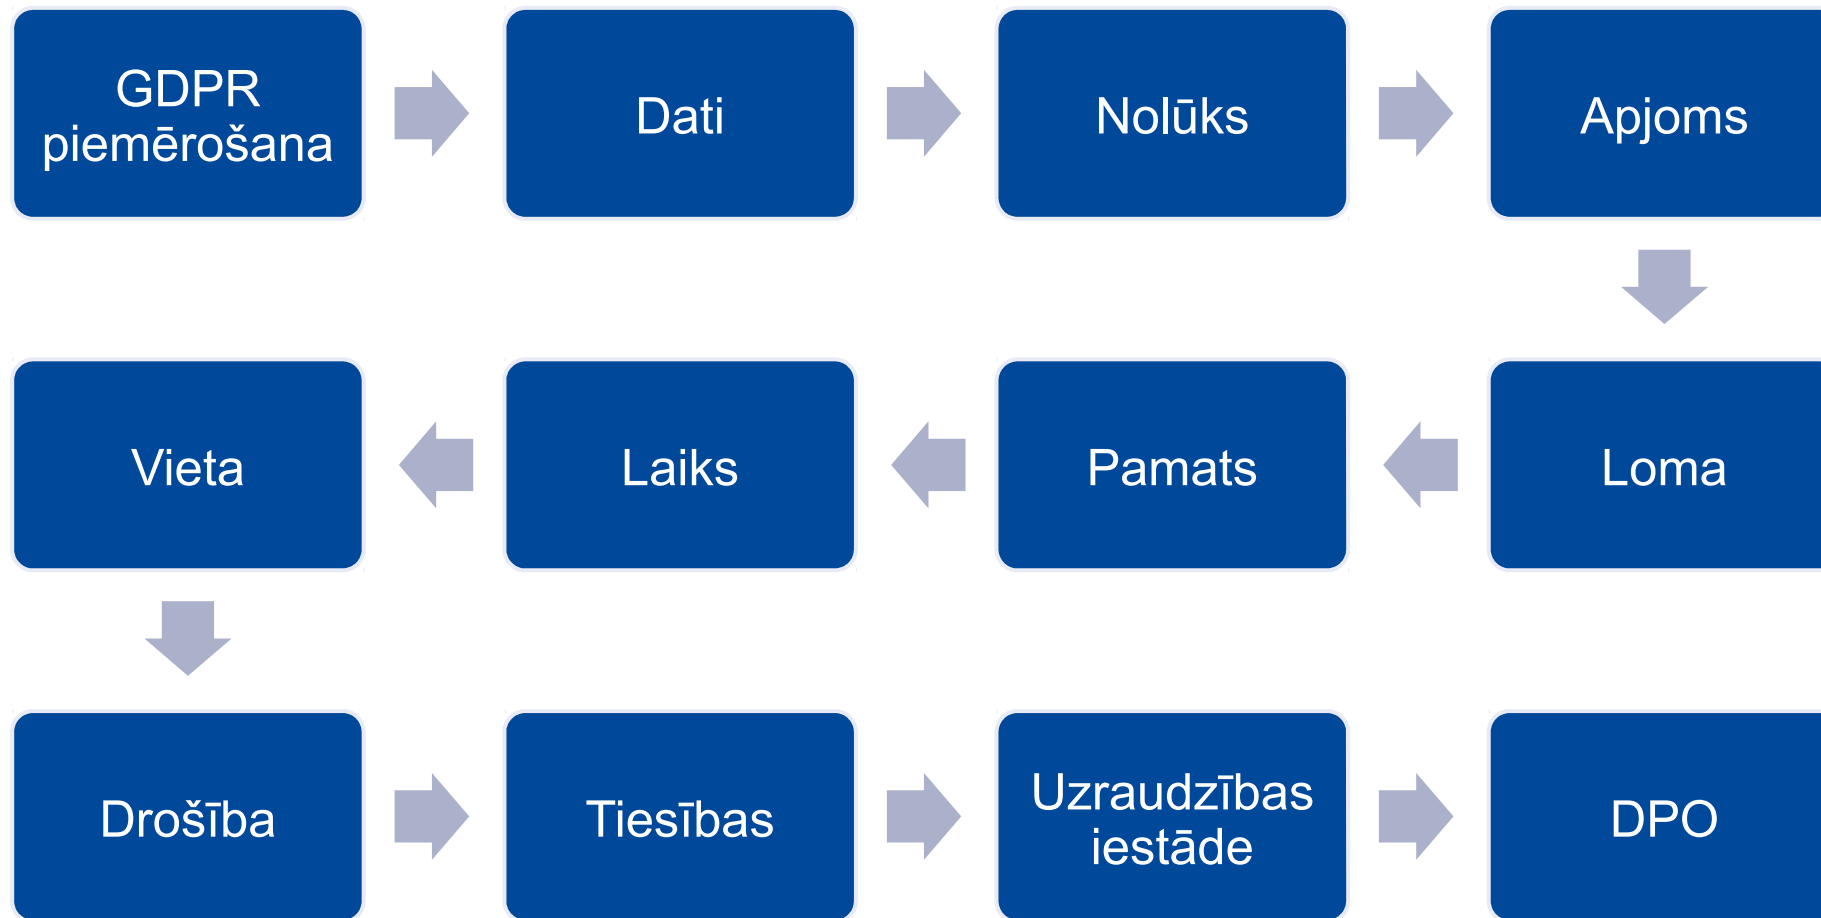 GDPR
piemērošana
Dati
Nolūks
Apjoms
Loma
Pamats
Laiks
Vieta
Drošība
Tiesības
Uzraudzības
iestāde
DPO